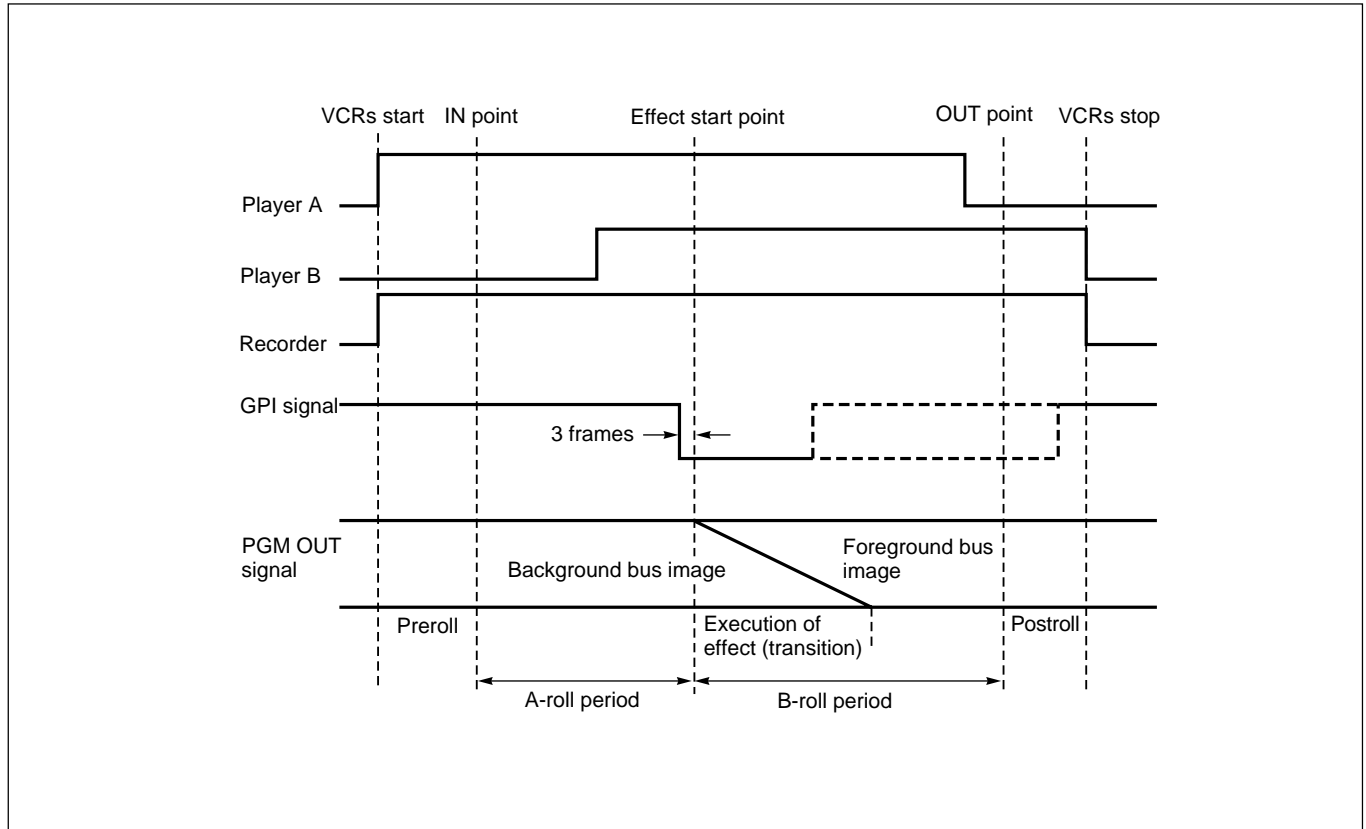 VCRs start IN point Effect start point OUT point VCRs stop
Player A
Player B
Recorder
GPI signal
3 frames
PGM OUT
signal
Background bus image
Foreground bus
image
Preroll
Execution of
effect (transition)
Postroll
A-roll period
B-roll period